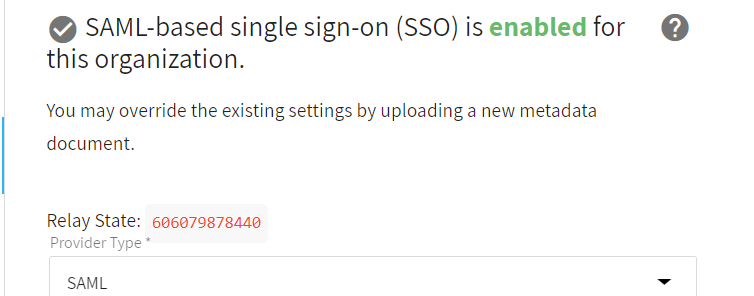 SAML-based single sign-on (SSO) is enabled for
this organization.
You may override the existing settings by uploading a new metadata
document.
Relay State: 606079878440
Provider Type *
SAML